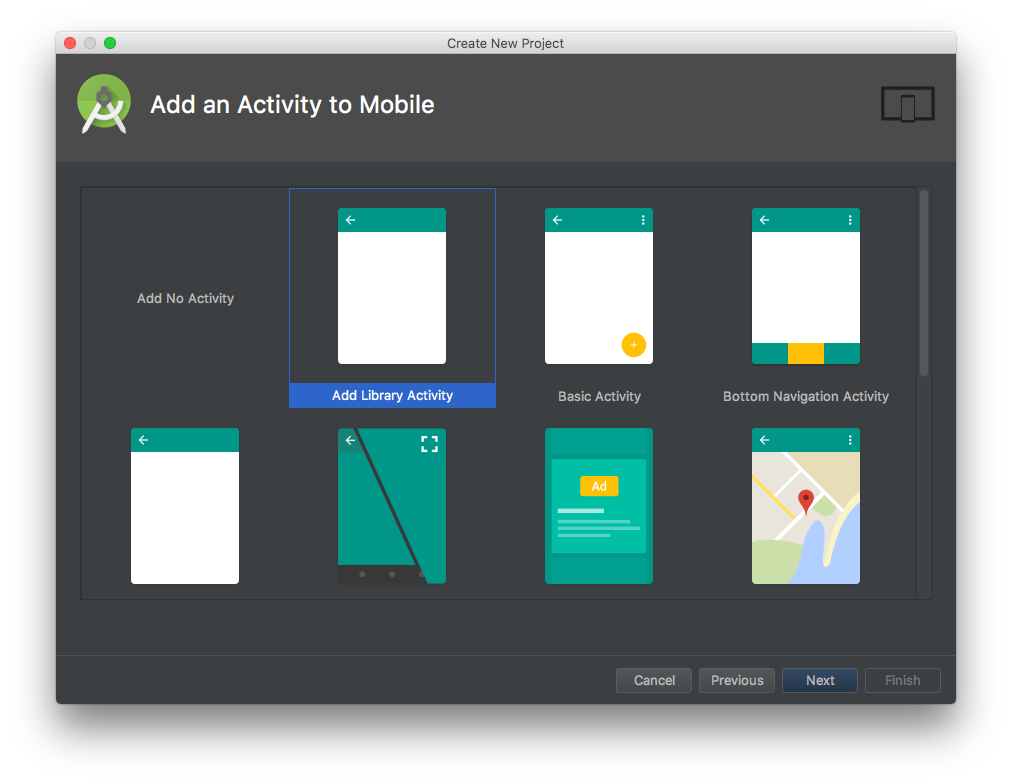 Create New Project
Add an Activity to Mobile
Add No Activity
Add Library Activity
Basic Activity
Bottom Navigation Activity
Ad
Cancel
Previous
Next
Finish